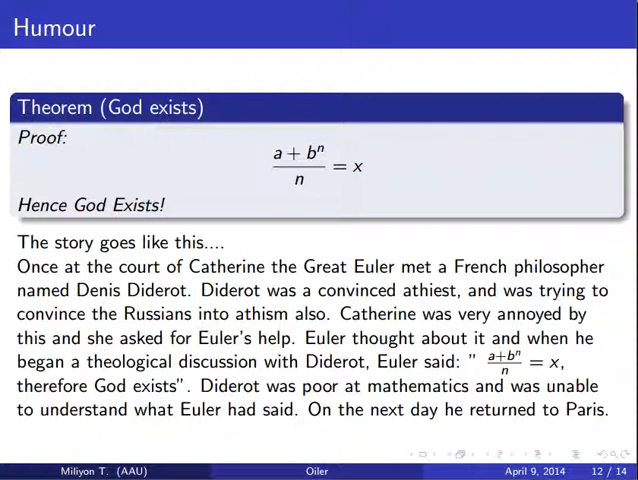 Humour
Theorem (God exists)
Proof:
a + bⁿ
n
= x
Hence God Exists!
The story goes like this....
Once at the court of Catherine the Great Euler met a French philosopher
named Denis Diderot. Diderot was a convinced athiest, and was trying to
convince the Russians into athism also. Catherine was very annoyed by
this and she asked for Euler's help. Euler thought about it and when he
began a theological discussion with Diderot, Euler said: " a+bⁿ/n = x,
therefore God exists". Diderot was poor at mathematics and was unable
to understand what Euler had said. On the next day he returned to Paris.
Miliyon T. (AAU) Oiler April 9, 2014 12 / 14